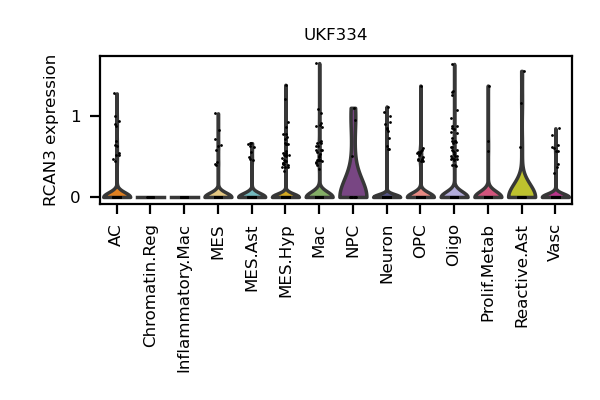 UKF334
RCAN3 expression
1
0
AC
Chromatin.Reg
Inflammatory.Mac
MES
MES.Ast
MES.Hyp
Mac
NPC
Neuron
OPC
Oligo
Prolif.Metab
Reactive.Ast
Vasc